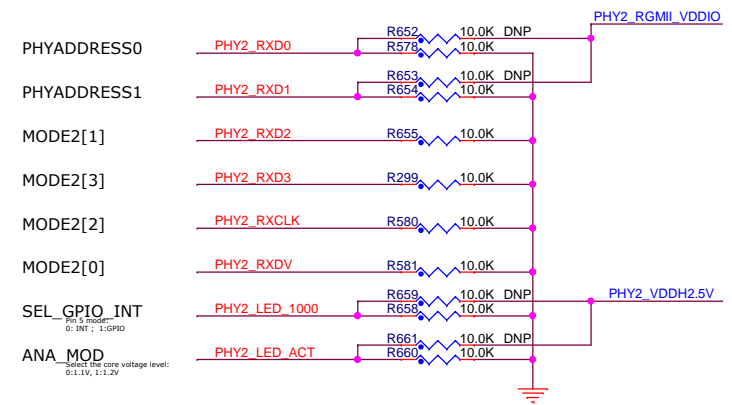 PHY2_RGMII_VDDIO
R652 10.0K DNP
PHYADDRESS0 PHY2_RXD0 R578 10.0K
R653 10.0K DNP
PHYADDRESS1 PHY2_RXD1 R654 10.0K
MODE2[1] PHY2_RXD2 R655 10.0K
MODE2[3] PHY2_RXD3 R299 10.0K
MODE2[2] PHY2_RXCLK R580 10.0K
MODE2[0] PHY2_RXDV R581 10.0K
R659 10.0K DNP PHY2_VDDH2.5V
SEL_GPIO_INT PHY2_LED_1000 R658 10.0K
Pin 5 mode:
0: INT ; 1:GPIO
R661 10.0K DNP
ANA_MOD PHY2_LED_ACT R660 10.0K
Select the core voltage level:
0:1.1V, 1:1.2V